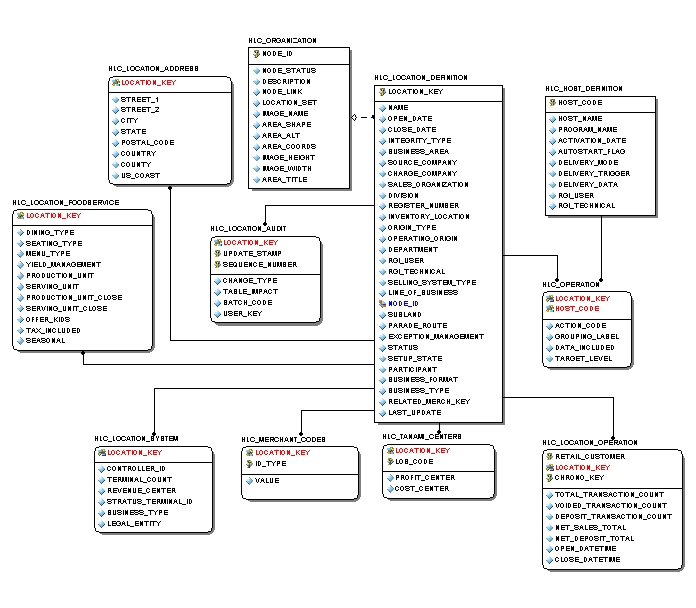 HLC_ORGANIZATION
NODE_ID
NODE_STATUS
DESCRIPTION
NODE_LINK
LOCATION_SET
IMAGE_NAME
AREA_SHAPE
AREA_ALT
AREA_COORDS
IMAGE_HEIGHT
IMAGE_WIDTH
AREA_TITLE
HLC_LOCATION_ADDRESS
LOCATION_KEY
STREET_1
STREET_2
CITY
STATE
POSTAL_CODE
COUNTRY
COUNTY
US_COAST
HLC_LOCATION_DEFINITION
LOCATION_KEY
NAME
OPEN_DATE
CLOSE_DATE
INTEGRITY_TYPE
BUSINESS_AREA
SOURCE_COMPANY
CHARGE_COMPANY
SALES_ORGANIZATION
DIVISION
REGISTER_NUMBER
INVENTORY_LOCATION
ORIGIN_TYPE
OPERATING_ORIGIN
DEPARTMENT
RGI_USER
RGI_TECHNICAL
SELLING_SYSTEM_TYPE
LINE_OF_BUSINESS
NODE_ID
SUBLAND
PARADE_ROUTE
EXCEPTION_MANAGEMENT
STATUS
SETUP_STATE
PARTICIPANT
BUSINESS_FORMAT
BUSINESS_TYPE
RELATED_MERCH_KEY
LAST_UPDATE
HLC_HOST_DEFINITION
HOST_CODE
HOST_NAME
PROGRAM_NAME
ACTIVATION_DATE
AUTOSTART_FLAG
DELIVERY_MODE
DELIVERY_TRIGGER
DELIVERY_DATA
RGI_USER
RGI_TECHNICAL
HLC_LOCATION_FOODSERVICE
LOCATION_KEY
DINING_TYPE
SEATING_TYPE
MENU_TYPE
YIELD_MANAGEMENT
PRODUCTION_UNIT
SERVING_UNIT
PRODUCTION_UNIT_CLOSE
SERVING_UNIT_CLOSE
OFFER_KIDS
TAX_INCLUDED
SEASONAL
HLC_LOCATION_AUDIT
LOCATION_KEY
UPDATE_STAMP
SEQUENCE_NUMBER
CHANGE_TYPE
TABLE_IMPACT
BATCH_CODE
USER_KEY
HLC_OPERATION
LOCATION_KEY
HOST_CODE
ACTION_CODE
GROUPING_LABEL
DATA_INCLUDED
TARGET_LEVEL
HLC_LOCATION_SYSTEM
LOCATION_KEY
CONTROLLER_ID
TERMINAL_COUNT
REVENUE_CENTER
STRATUS_TERMINAL_ID
BUSINESS_TYPE
LEGAL_ENTITY
HLC_MERCHANT_CODES
LOCATION_KEY
ID_TYPE
VALUE
HLC_TANAMI_CENTERS
LOCATION_KEY
LOB_CODE
PROFIT_CENTER
COST_CENTER
HLC_LOCATION_OPERATION
RETAIL_CUSTOMER
LOCATION_KEY
CHRONO_KEY
TOTAL_TRANSACTION_COUNT
VOIDED_TRANSACTION_COUNT
DEPOSIT_TRANSACTION_COUNT
NET_SALES_TOTAL
NET_DEPOSIT_TOTAL
OPEN_DATETIME
CLOSE_DATETIME